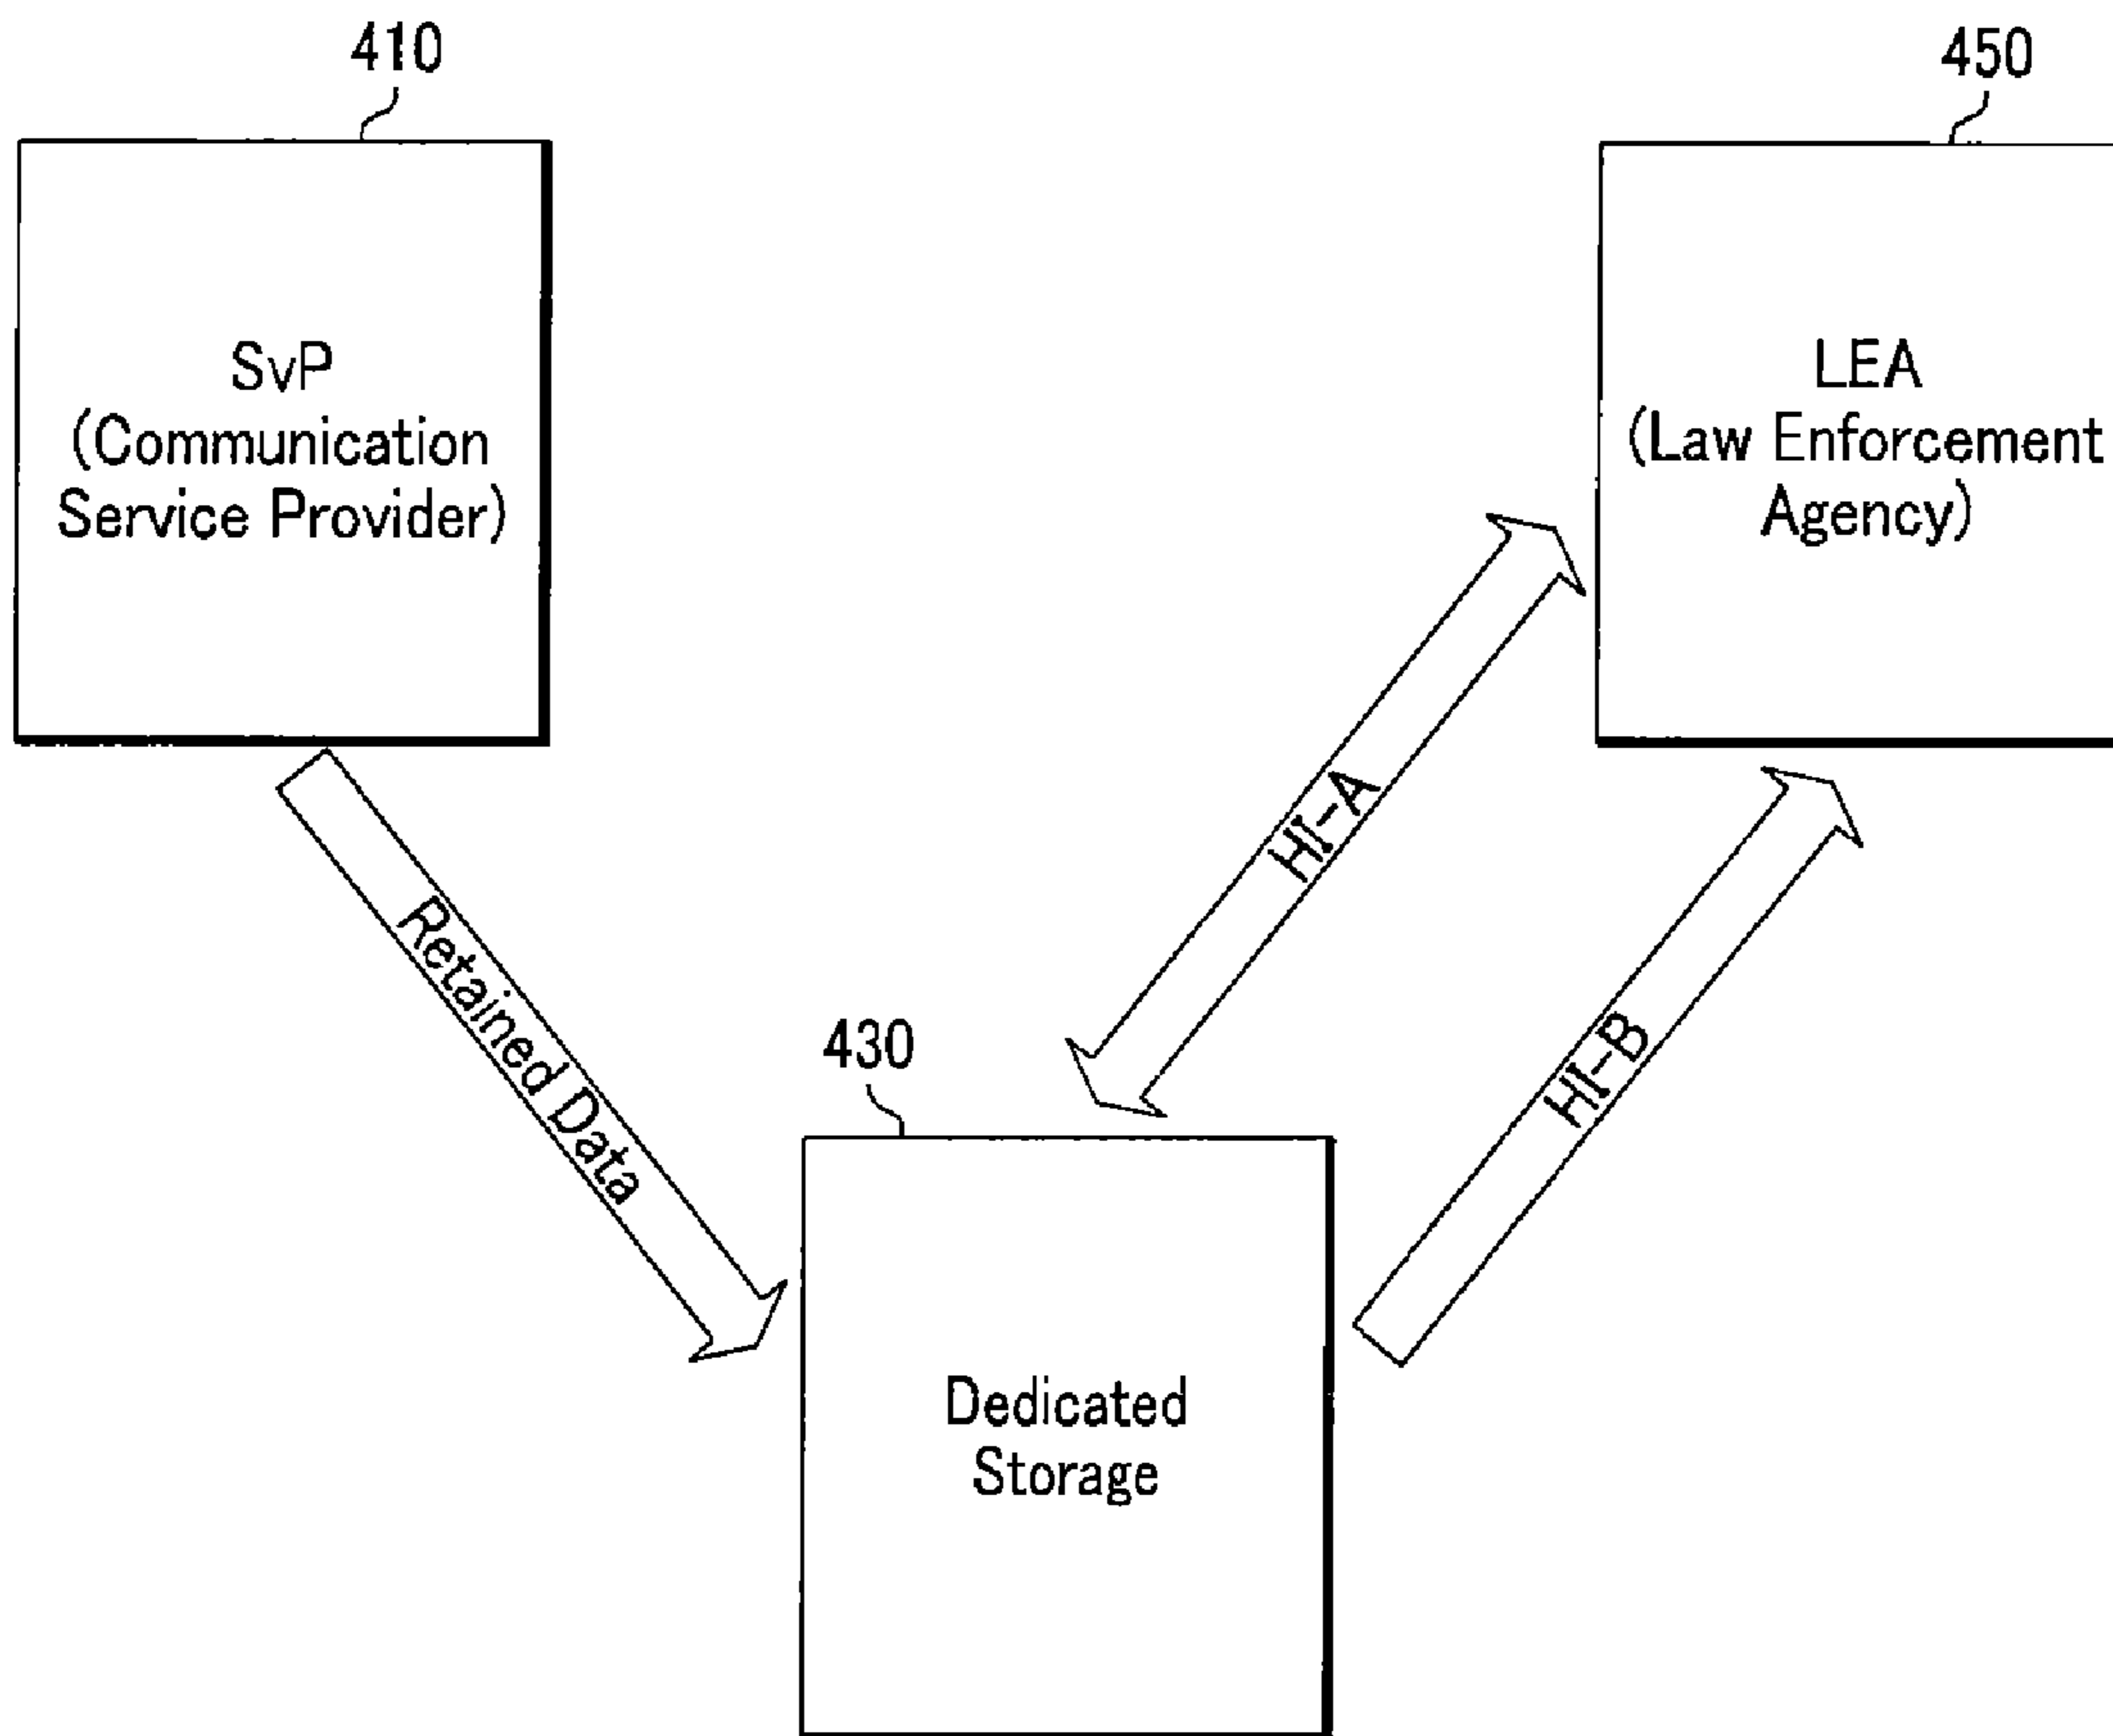 410
450
SvP
(Communication
Service Provider)
LEA
(Law Enforcement
Agency)
HI-A
Retained Data
HI-B
430
Dedicated
Storage